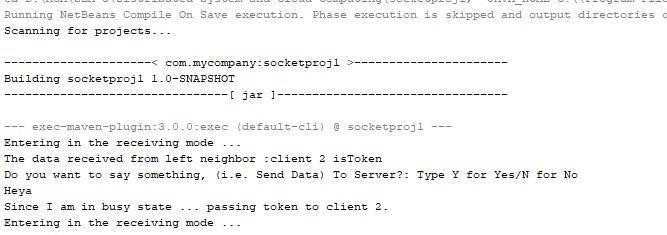 Running NetBeans Compile On Save execution. Phase execution is skipped and output directories
Scanning for projects...
---------------------< com.mycompany:socketproj1 >----------------------
Building socketproj1 1.0-SNAPSHOT
--------------------------------[ jar ]---------------------------------
--- exec-maven-plugin:3.0.0:exec (default-cli) @ socketproj1 ---
Entering in the receiving mode ...
The data received from left neighbor :client 2 isToken
Do you want to say something, (i.e. Send Data) To Server?: Type Y for Yes/N for No
Heya
Since I am in busy state ... passing token to client 2.
Entering in the receiving mode ...